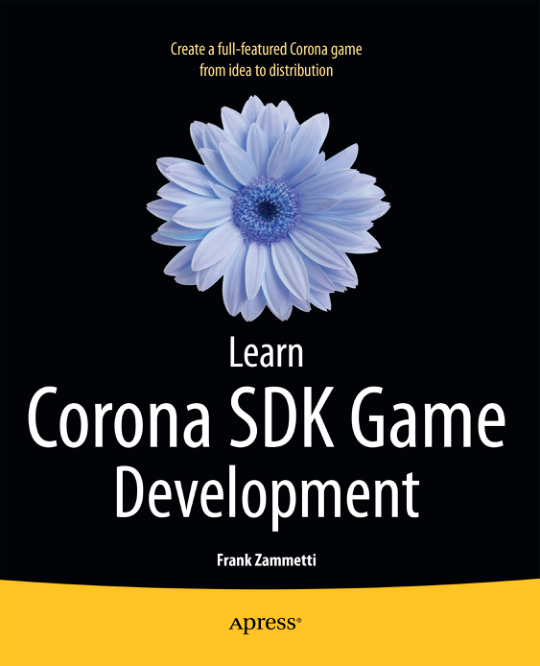 Create a full-featured Corona game
from idea to distribution
Learn
Corona SDK Game
Development
Frank Zammetti
Apress®